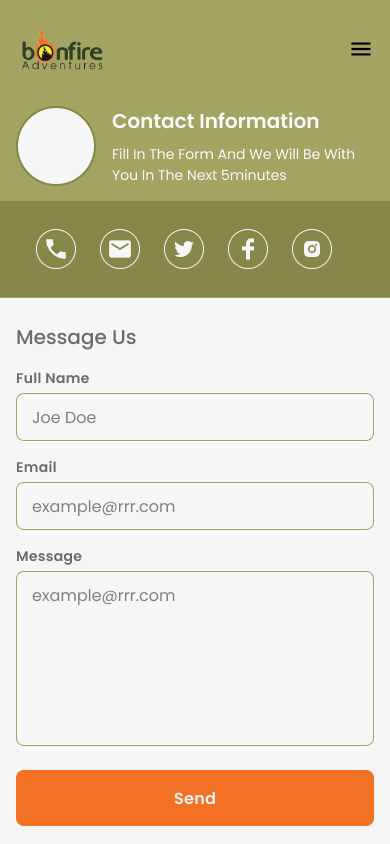 bonfire
Adventures
Contact Information
Fill In The Form And We Will Be With
You In The Next 5minutes
Message Us
Full Name
Joe Doe
Email
example@rrr.com
Message
example@rrr.com
Send